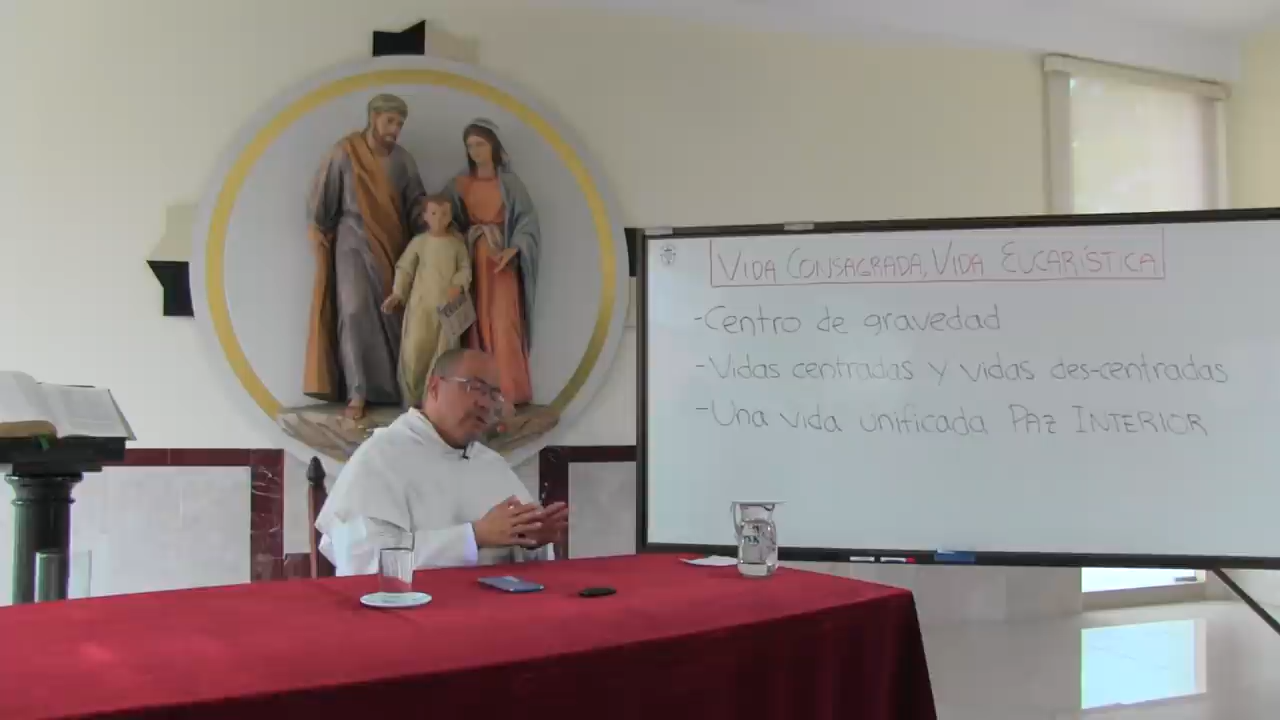 VIDA CONSAGRADA, VIDA EUCARÍSTICA
-Centro de gravedad
-Vidas centradas y vidas des-centradas
-Una vida unificada PAZ INTERIOR